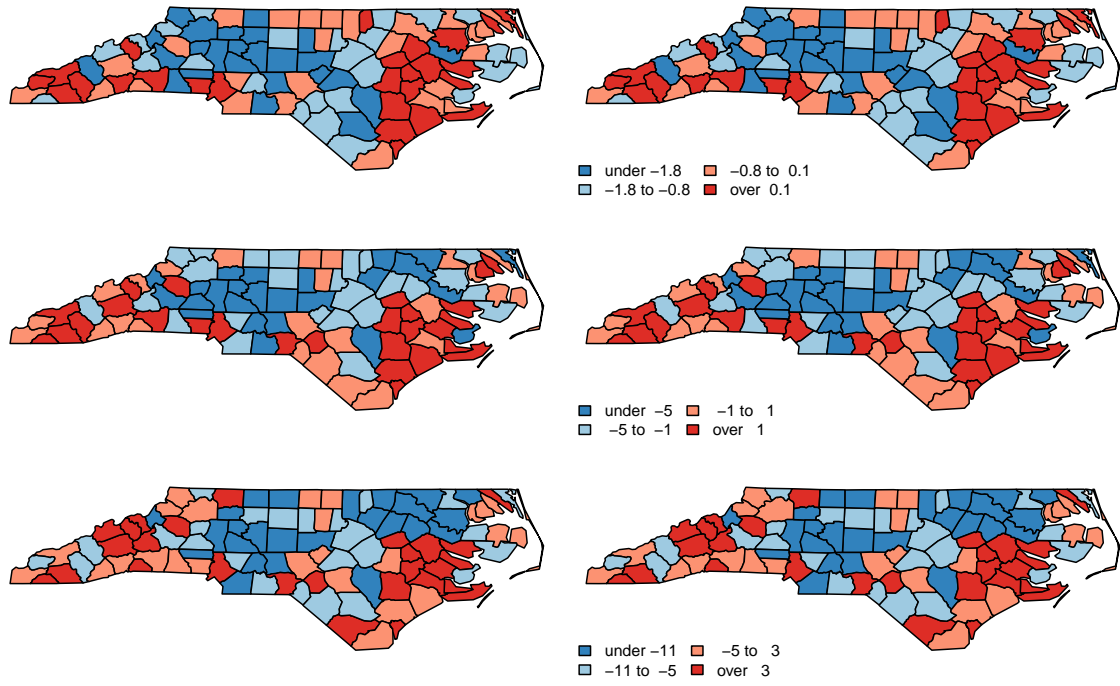 under −1.8 −0.8 to 0.1
−1.8 to −0.8 over 0.1
under −5 −1 to 1
−5 to −1 over 1
under −11 −5 to 3
−11 to −5 over 3